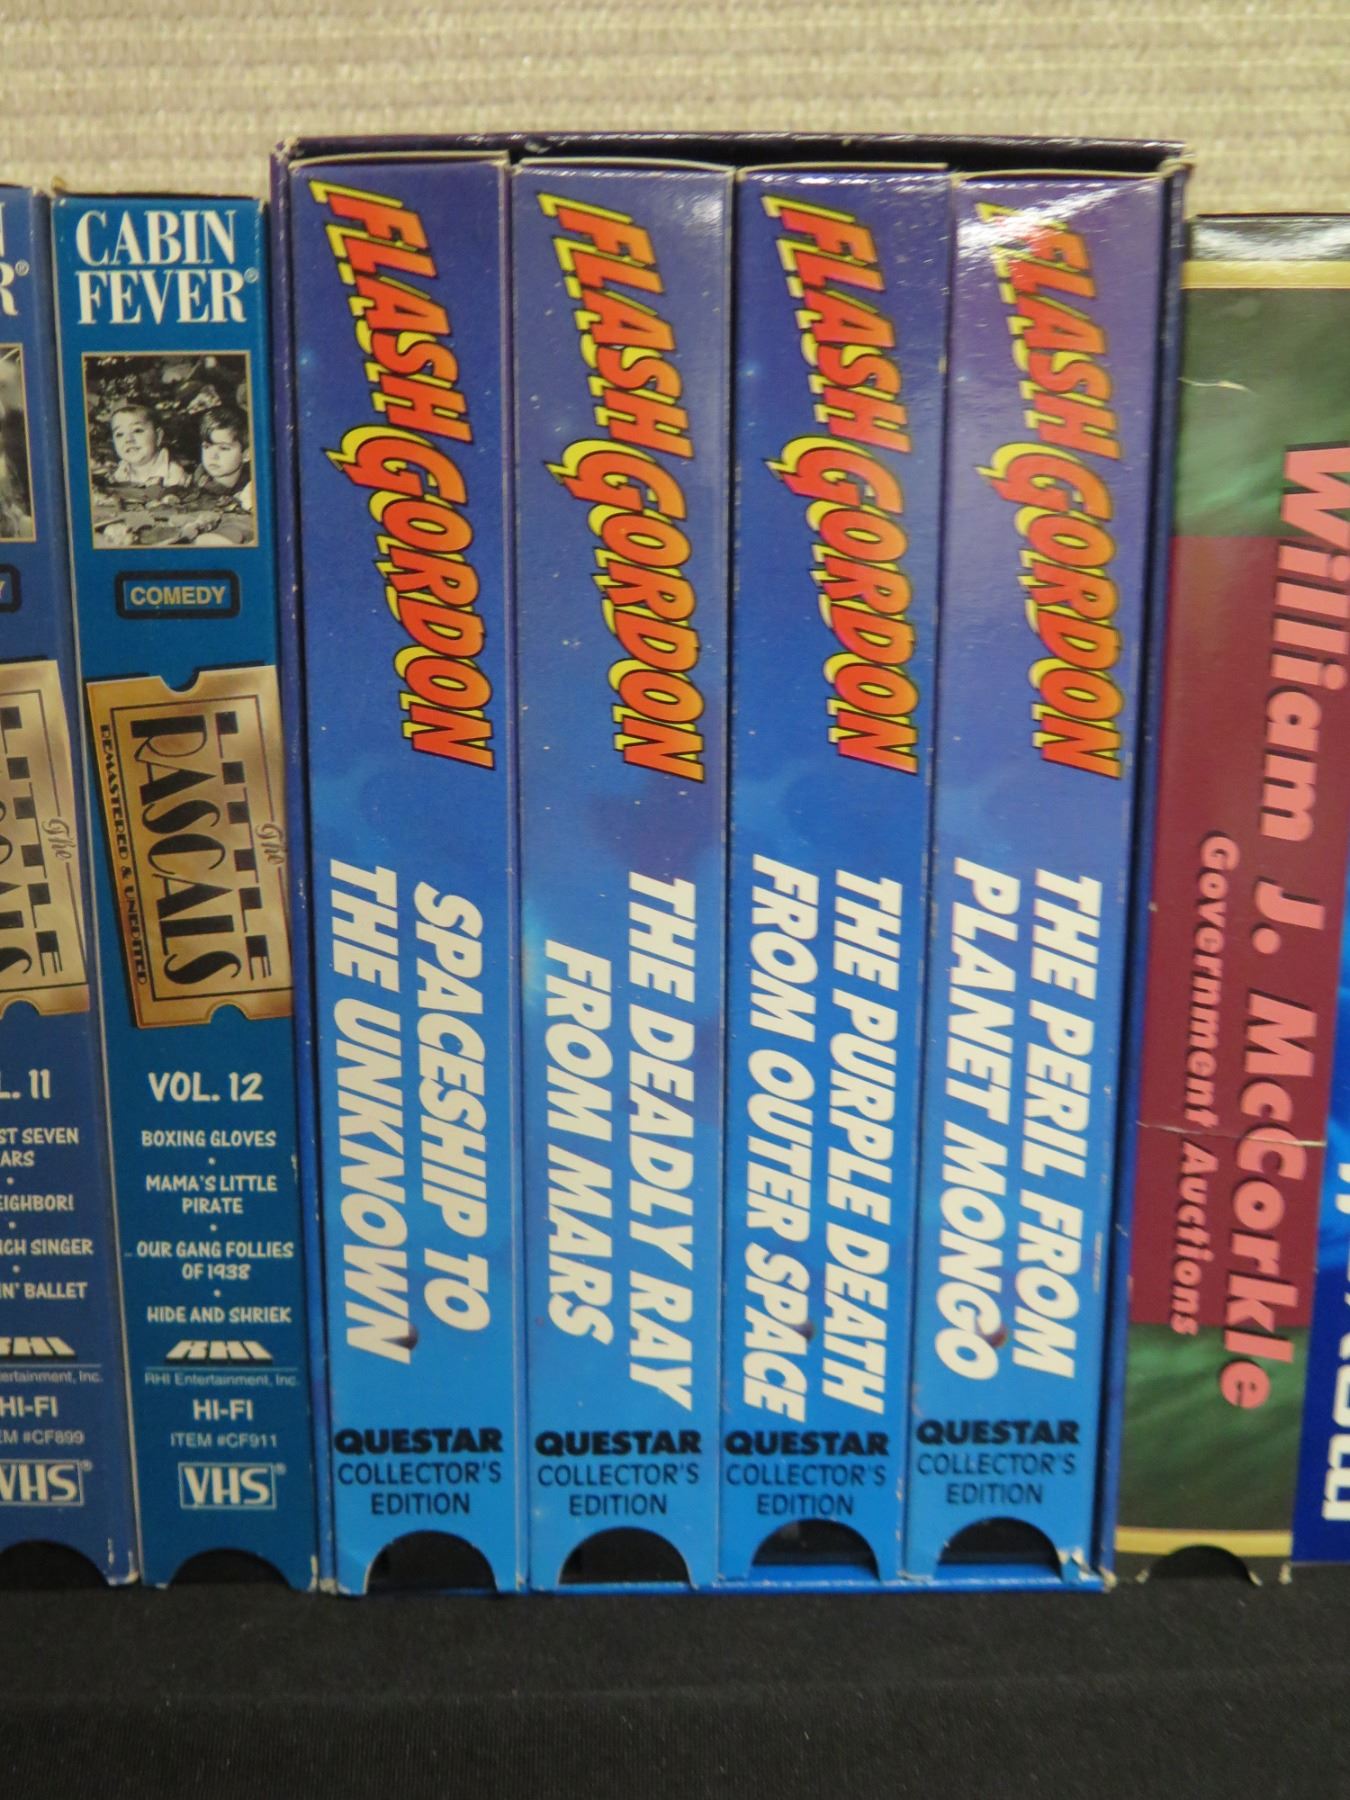 VOL. 11
HI-FI
VHS
CABIN
FEVER®
COMEDY
The
LITTLE
RASCALS
REMASTERED & UNEDITED
VOL. 12
BOXING GLOVES
•
MAMA'S LITTLE
PIRATE
•
OUR GANG FOLLIES
OF 1938
•
HIDE AND SHRIEK
RHI
RHI Entertainment, Inc.
HI-FI
ITEM #CF911
VHS®
FLASH GORDON
SPACESHIP TO
THE UNKNOWN
QUESTAR
COLLECTOR'S
EDITION
FLASH GORDON
THE DEADLY RAY
FROM MARS
QUESTAR
COLLECTOR'S
EDITION
FLASH GORDON
THE PURPLE DEATH
FROM OUTER SPACE
QUESTAR
COLLECTOR'S
EDITION
FLASH GORDON
THE PERIL FROM
PLANET MONGO
QUESTAR
COLLECTOR'S
EDITION
William J. McCorkle
Government Auctions